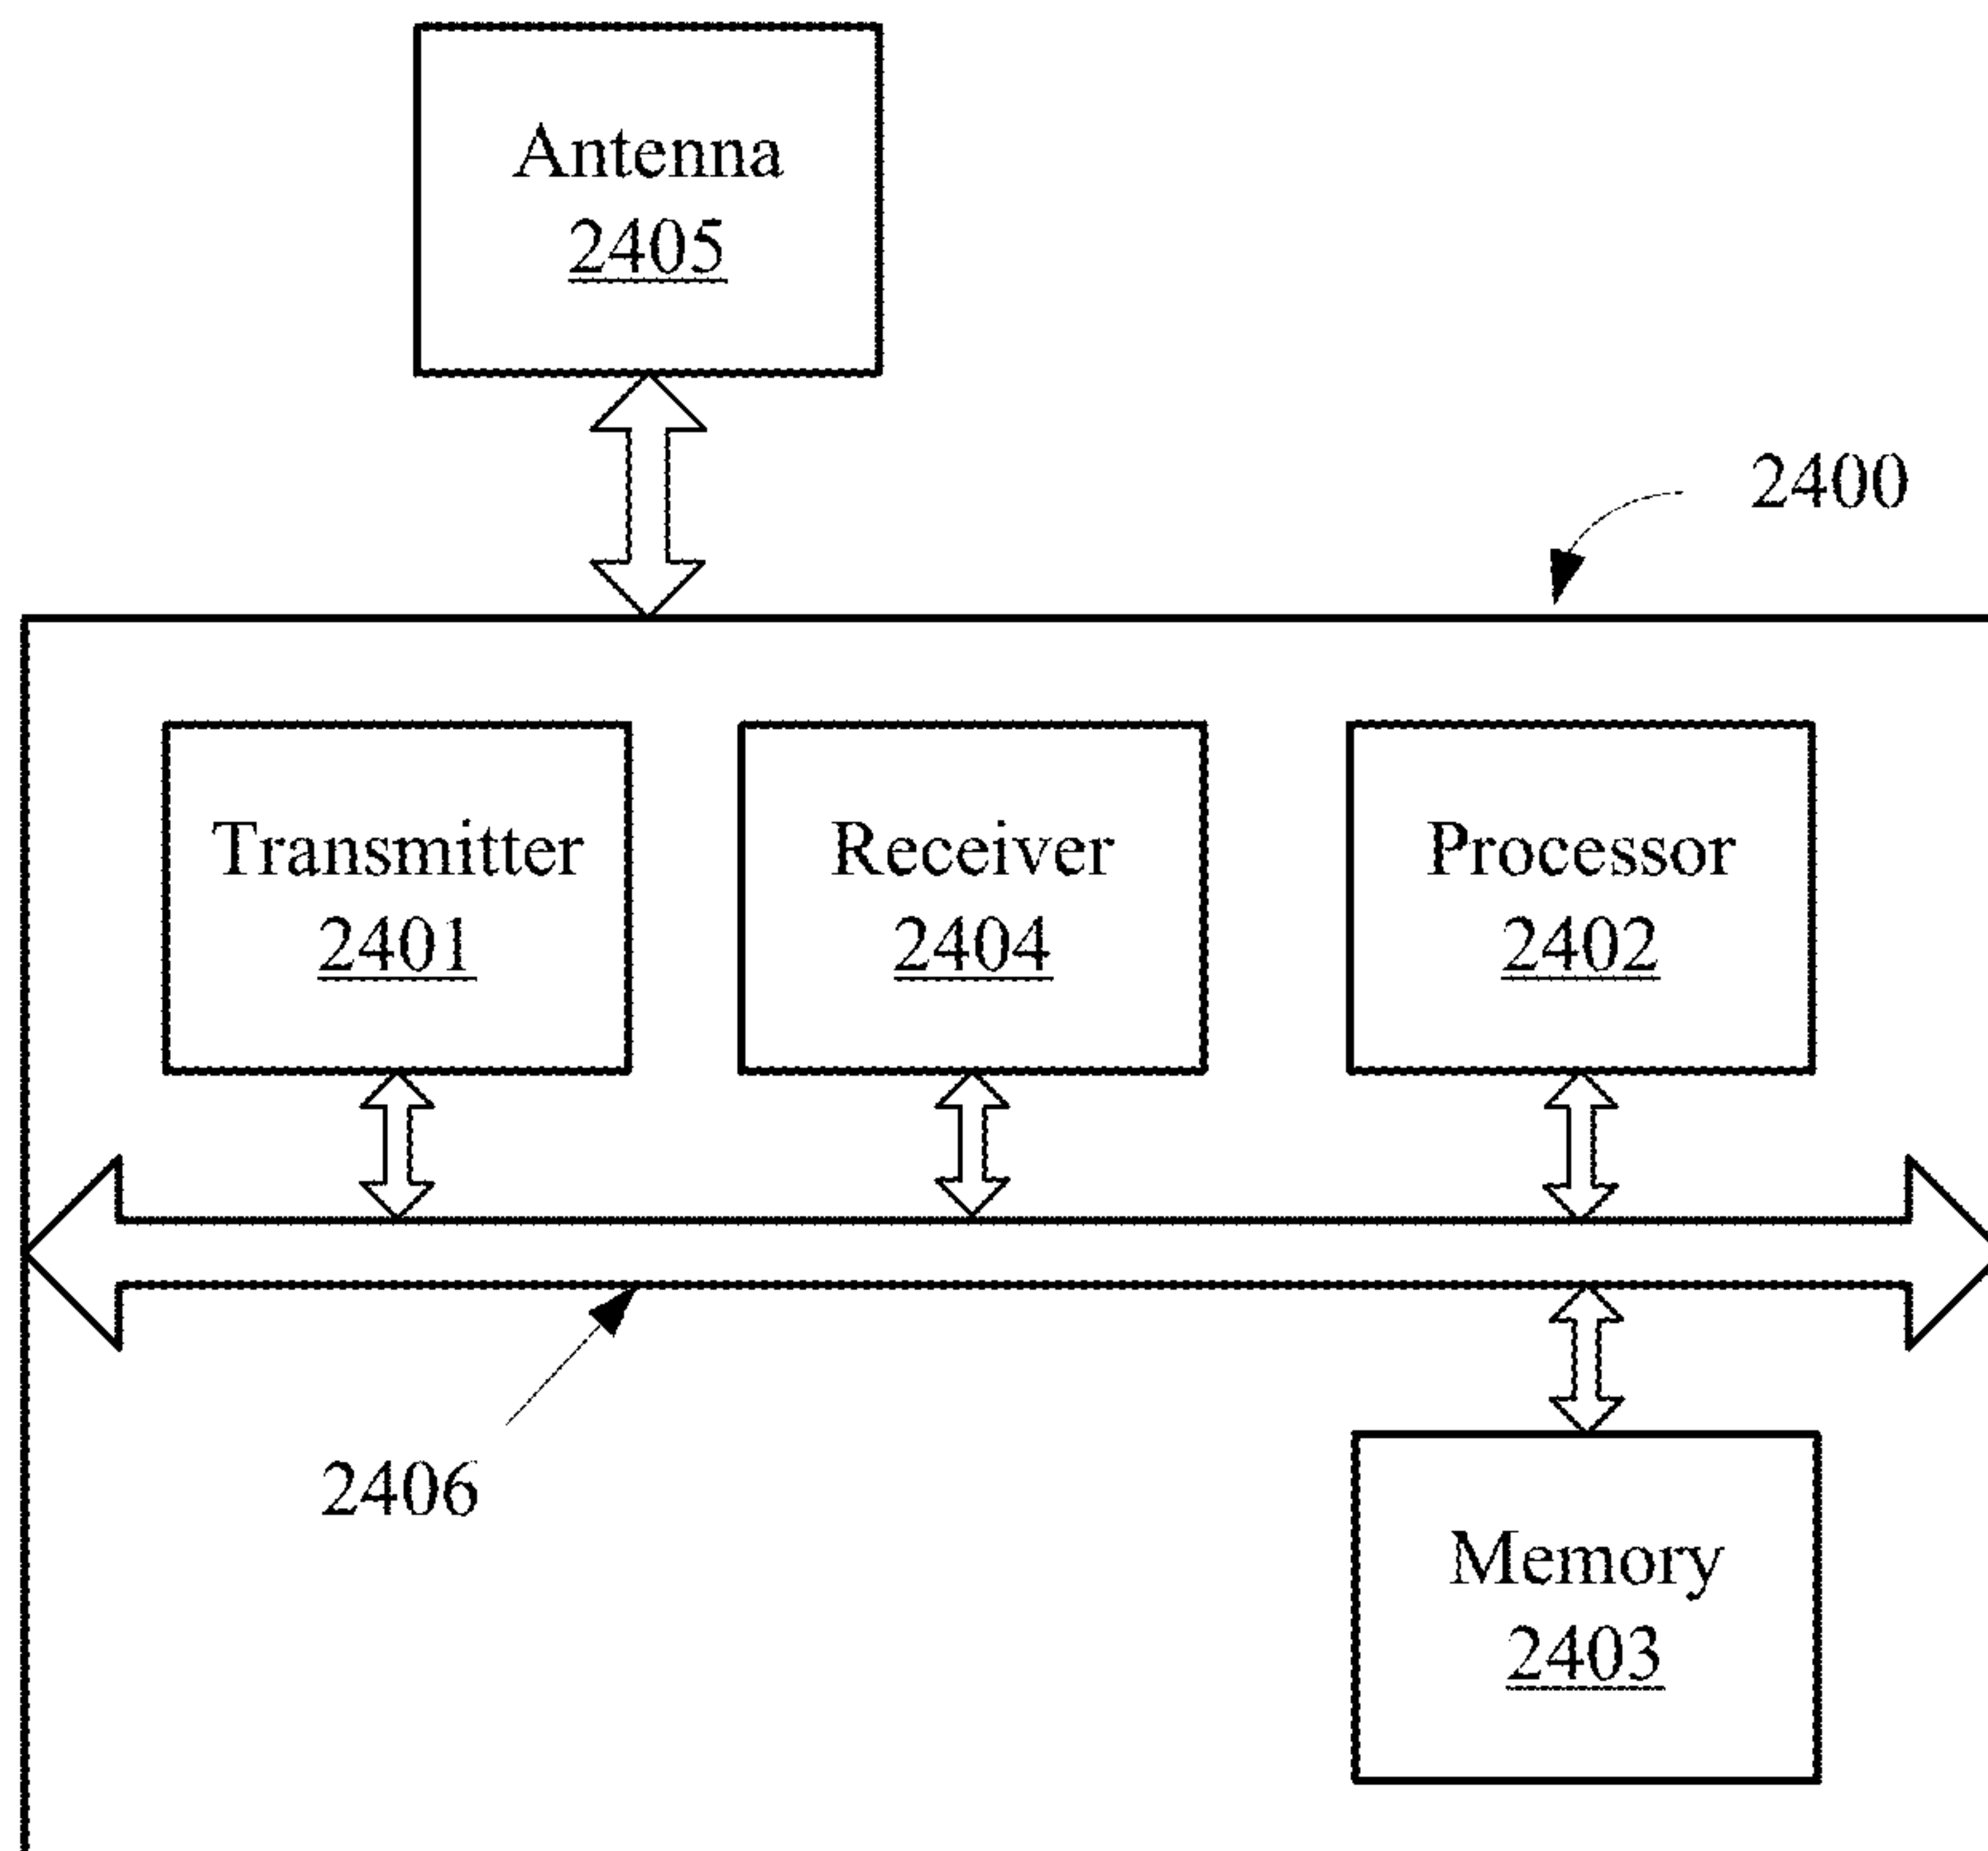 Antenna
2405
2400
Transmitter
2401
Receiver
2404
Processor
2402
2406
Memory
2403